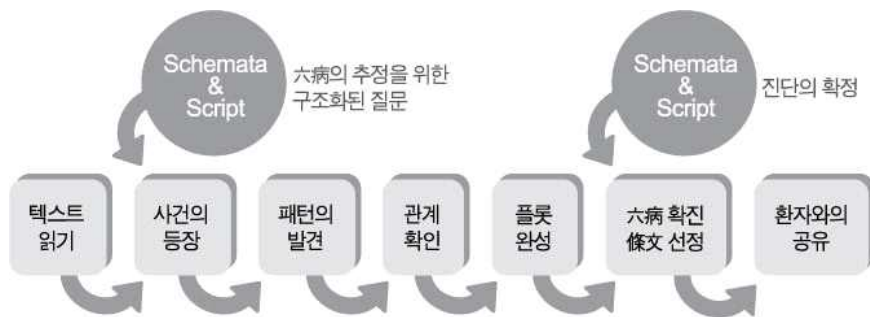 Schemata
&
Script
六病의 추정을 위한
구조화된 질문
Schemata
&
Script
진단의 확정
텍스트
읽기
사건의
등장
패턴의
발견
관계
확인
플롯
완성
六病 확진
條文 선정
환자와의
공유